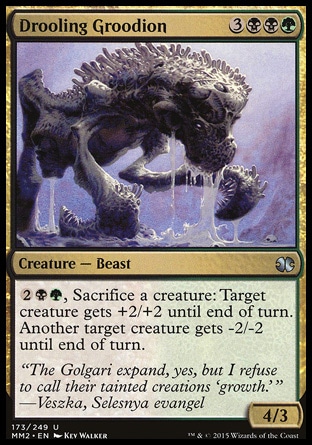 Drooling Groodion 3
Creature — Beast
2, Sacrifice a creature: Target
creature gets +2/+2 until end of turn.
Another target creature gets -2/-2
until end of turn.
“The Golgari expand, yes, but I refuse
to call their tainted creations ‘growth.’”
—Veszka, Selesnya evangel
4/3
173/249 U
MM2 • EN Kev Walker
™ & © 2015 Wizards of the Coast